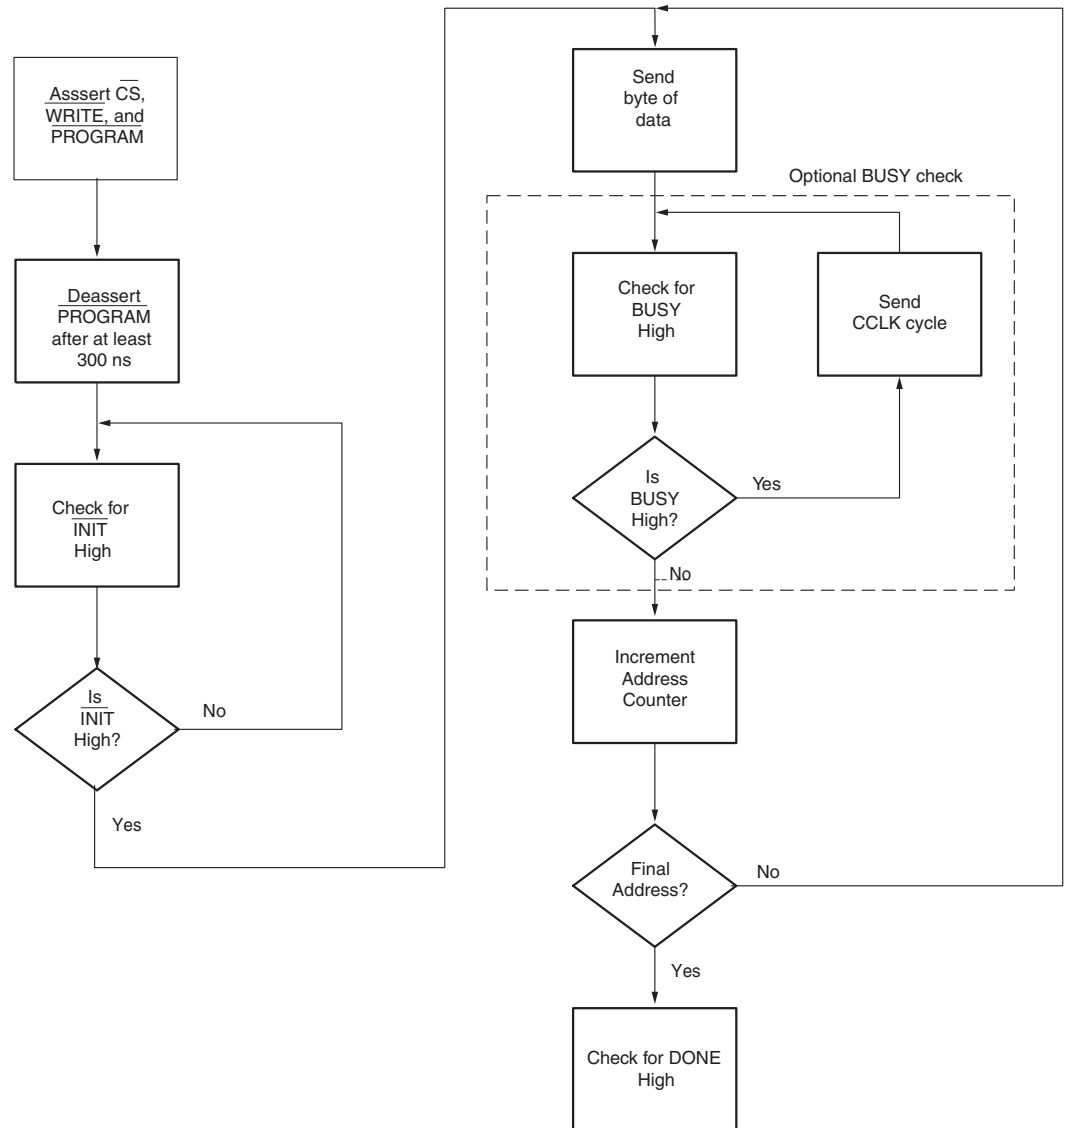 Asssert CS,
WRITE, and
PROGRAM
Deassert
PROGRAM
after at least
300 ns
Check for
INIT
High
Is
INIT
High?
No
Yes
Send
byte of
data
Optional BUSY check
Check for
BUSY
High
Send
CCLK cycle
Is
BUSY
High?
Yes
No
Increment
Address
Counter
Final
Address?
No
Yes
Check for DONE
High